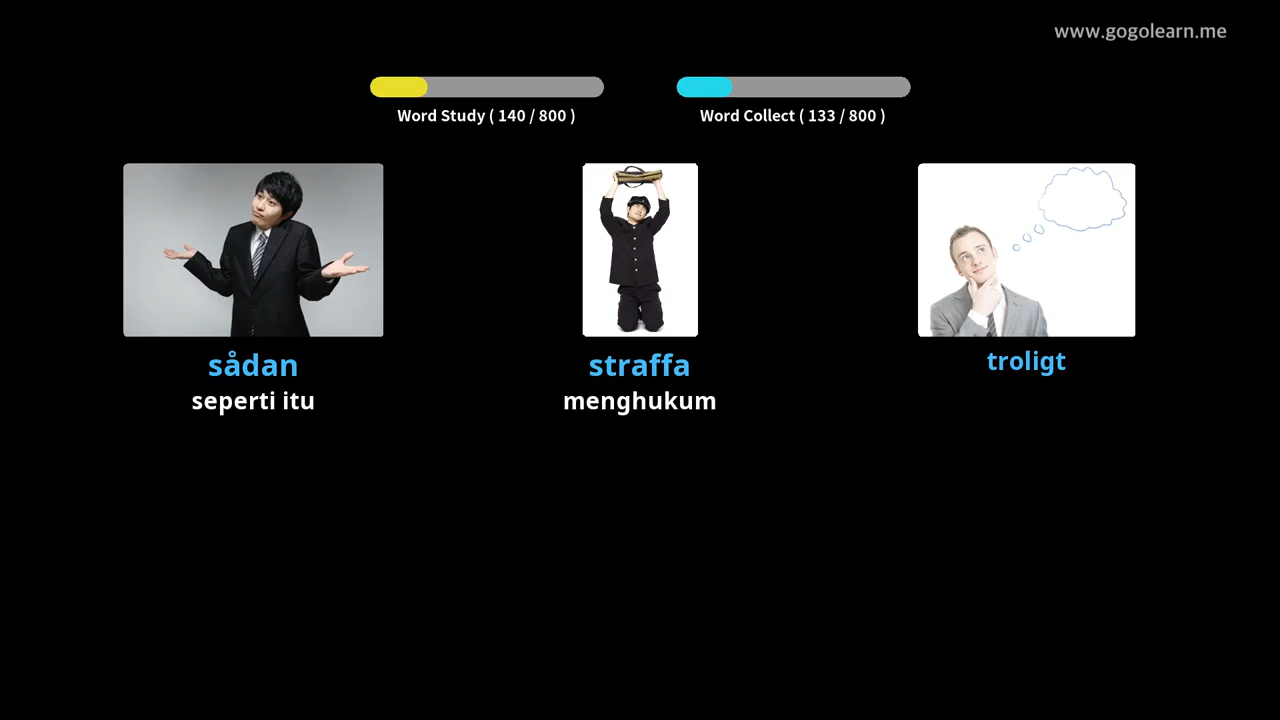 www.gogolearn.me
Word Study ( 140 / 800 )
Word Collect ( 133 / 800 )
sådan
seperti itu
straffa
menghukum
troligt